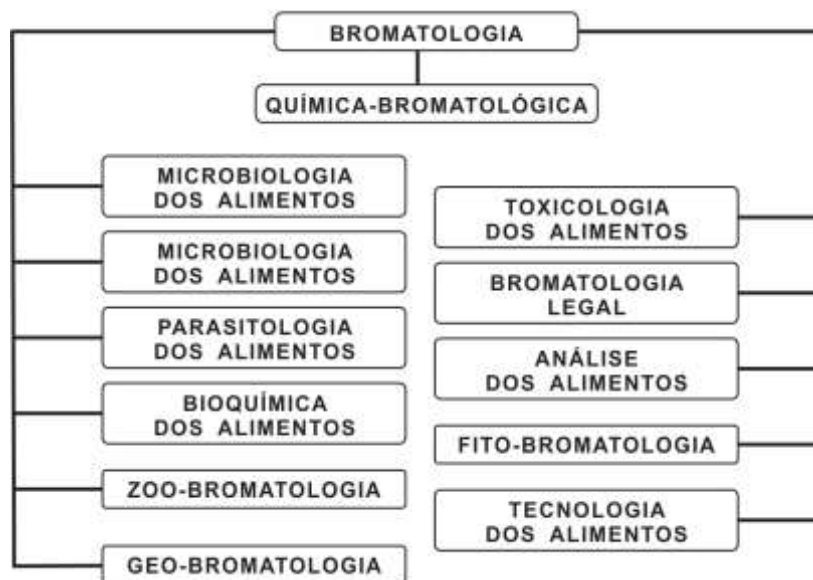 BROMATOLOGIA
QUÍMICA-BROMATOLÓGICA
MICROBIOLOGIA
DOS ALIMENTOS
MICROBIOLOGIA
DOS ALIMENTOS
PARASITOLOGIA
DOS ALIMENTOS
BIOQUÍMICA
DOS ALIMENTOS
ZOO-BROMATOLOGIA
GEO-BROMATOLOGIA
TOXICOLOGIA
DOS ALIMENTOS
BROMATOLOGIA
LEGAL
ANÁLISE
DOS ALIMENTOS
FITO-BROMATOLOGIA
TECNOLOGIA
DOS ALIMENTOS